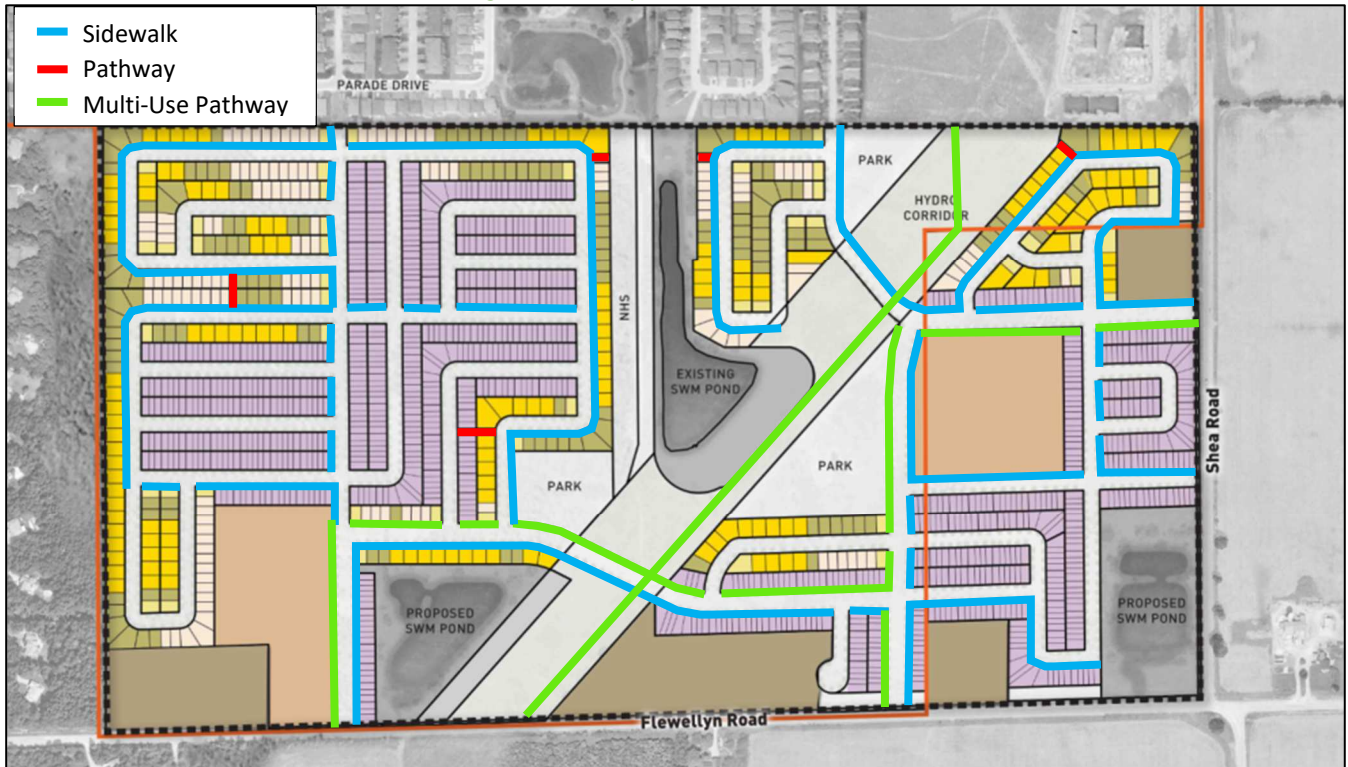 Sidewalk
Pathway
Multi-Use Pathway
PARADE DRIVE
PARK
HYDRO
CORRIDOR
NHS
EXISTING
SWM POND
PARK
PARK
PROPOSED
SWM POND
PROPOSED
SWM POND
Shea Road
Flewellyn Road